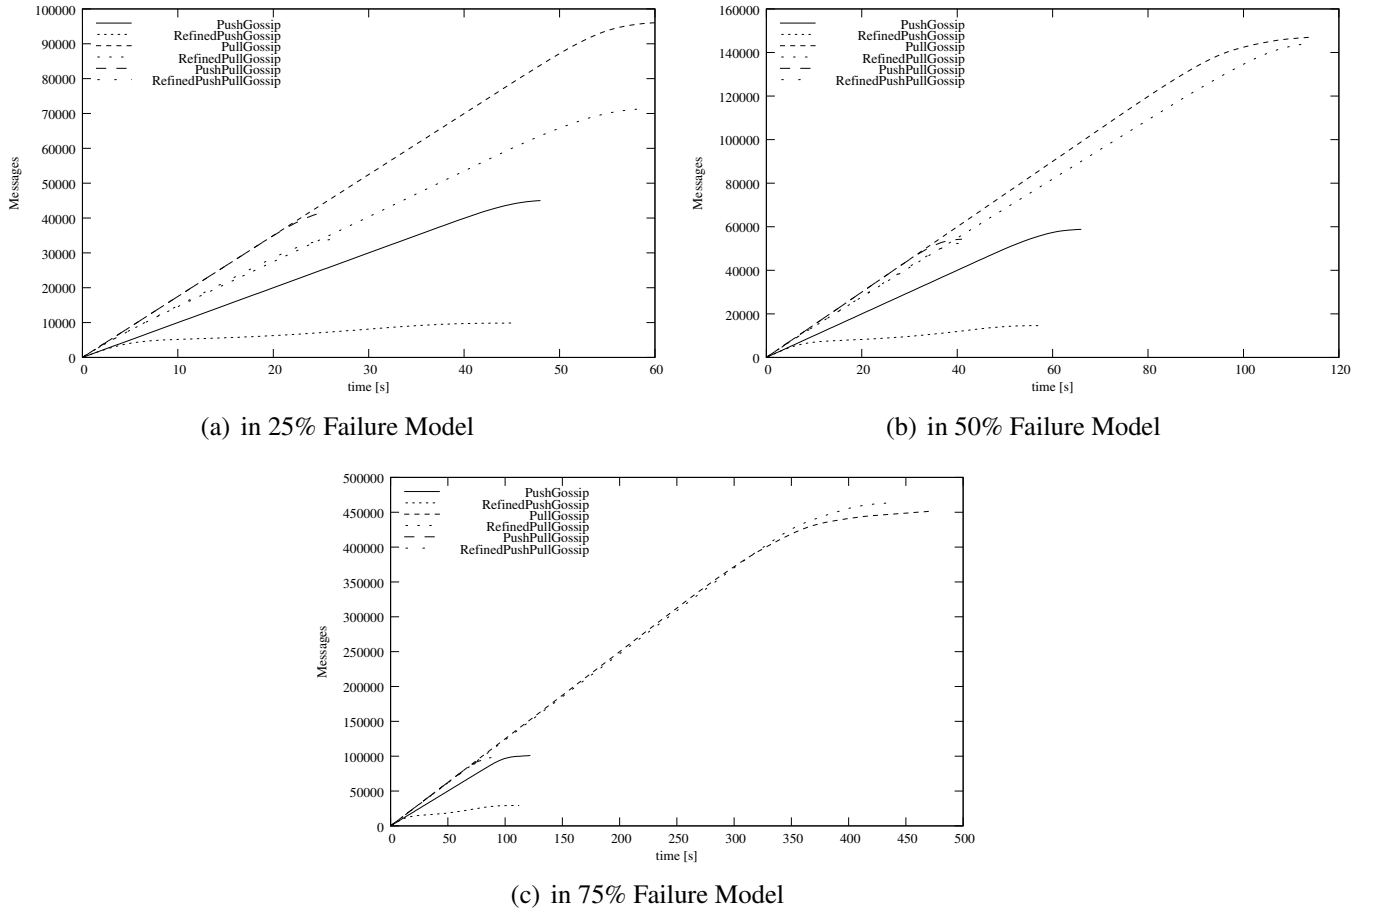 100000
90000
80000
70000
60000
50000
40000
30000
20000
10000
0
Messages
PushGossip
RefinedPushGossip
PullGossip
RefinedPullGossip
PushPullGossip
RefinedPushPullGossip
0 10 20 30 40 50 60
time [s]
(a) in 25% Failure Model
160000
140000
120000
100000
80000
60000
40000
20000
0
Messages
PushGossip
RefinedPushGossip
PullGossip
RefinedPullGossip
PushPullGossip
RefinedPushPullGossip
0 20 40 60 80 100 120
time [s]
(b) in 50% Failure Model
500000
450000
400000
350000
300000
250000
200000
150000
100000
50000
0
Messages
PushGossip
RefinedPushGossip
PullGossip
RefinedPullGossip
PushPullGossip
RefinedPushPullGossip
0 50 100 150 200 250 300 350 400 450 500
time [s]
(c) in 75% Failure Model